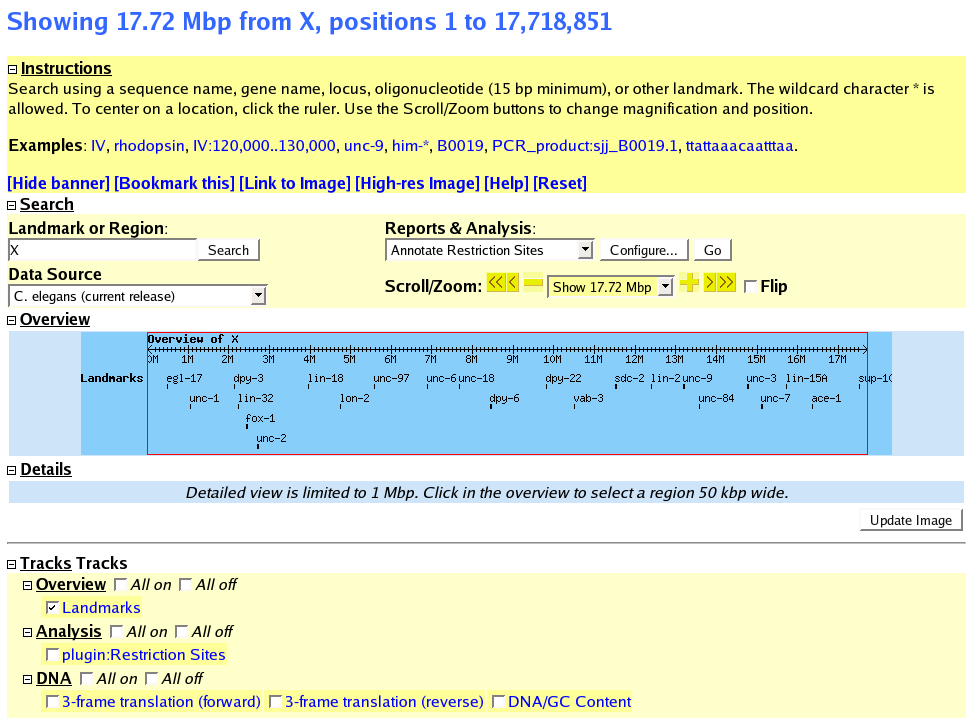 Showing 17.72 Mbp from X, positions 1 to 17,718,851
Instructions
Search using a sequence name, gene name, locus, oligonucleotide (15 bp minimum), or other landmark. The wildcard character * is
allowed. To center on a location, click the ruler. Use the Scroll/Zoom buttons to change magnification and position.
Examples: IV, rhodopsin, IV:120,000..130,000, unc-9, him-*, B0019, PCR_product:sjj_B0019.1, ttattaaacaatttaa.
[Hide banner] [Bookmark this] [Link to Image] [High-res Image] [Help] [Reset]
Search
Landmark or Region: Reports & Analysis:
X Search Annotate Restriction Sites Configure... Go
Data Source
C. elegans (current release) Scroll/Zoom: << < Show 17.72 Mbp > >> Flip
Overview
Overview of X
0M 1M 2M 3M 4M 5M 6M 7M 8M 9M 10M 11M 12M 13M 14M 15M 16M 17M
Landmarks egl-17 dpy-3 lin-18 unc-97 unc-6 unc-18 dpy-22 sdc-2 lin-2 unc-9 unc-3 lin-15A sup-10
unc-1 lin-32 lon-2 dpy-6 vab-3 unc-84 unc-7 ace-1
fox-1
unc-2
Details
Detailed view is limited to 1 Mbp. Click in the overview to select a region 50 kbp wide.
Update Image
Tracks Tracks
Overview All on All off
Landmarks
Analysis All on All off
plugin:Restriction Sites
DNA All on All off
3-frame translation (forward) 3-frame translation (reverse) DNA/GC Content